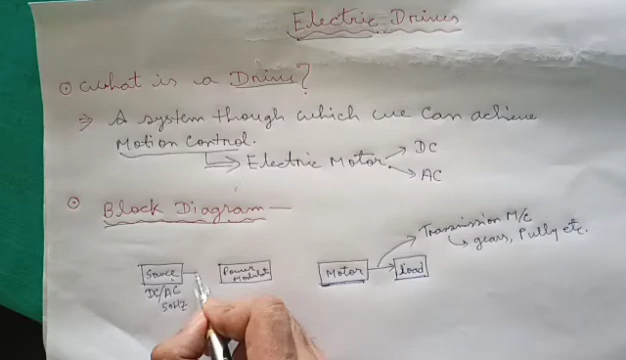 Electric Drives
What is a Drive?
⇒ A system though which we can achieve
Motion Control.
⇒ Electric Motor → DC
→ AC
Block Diagram —
Transmission M/C
↳ gears, Pully etc.
Source
Power
Modulator
Motor
load
DC/AC
50HZ